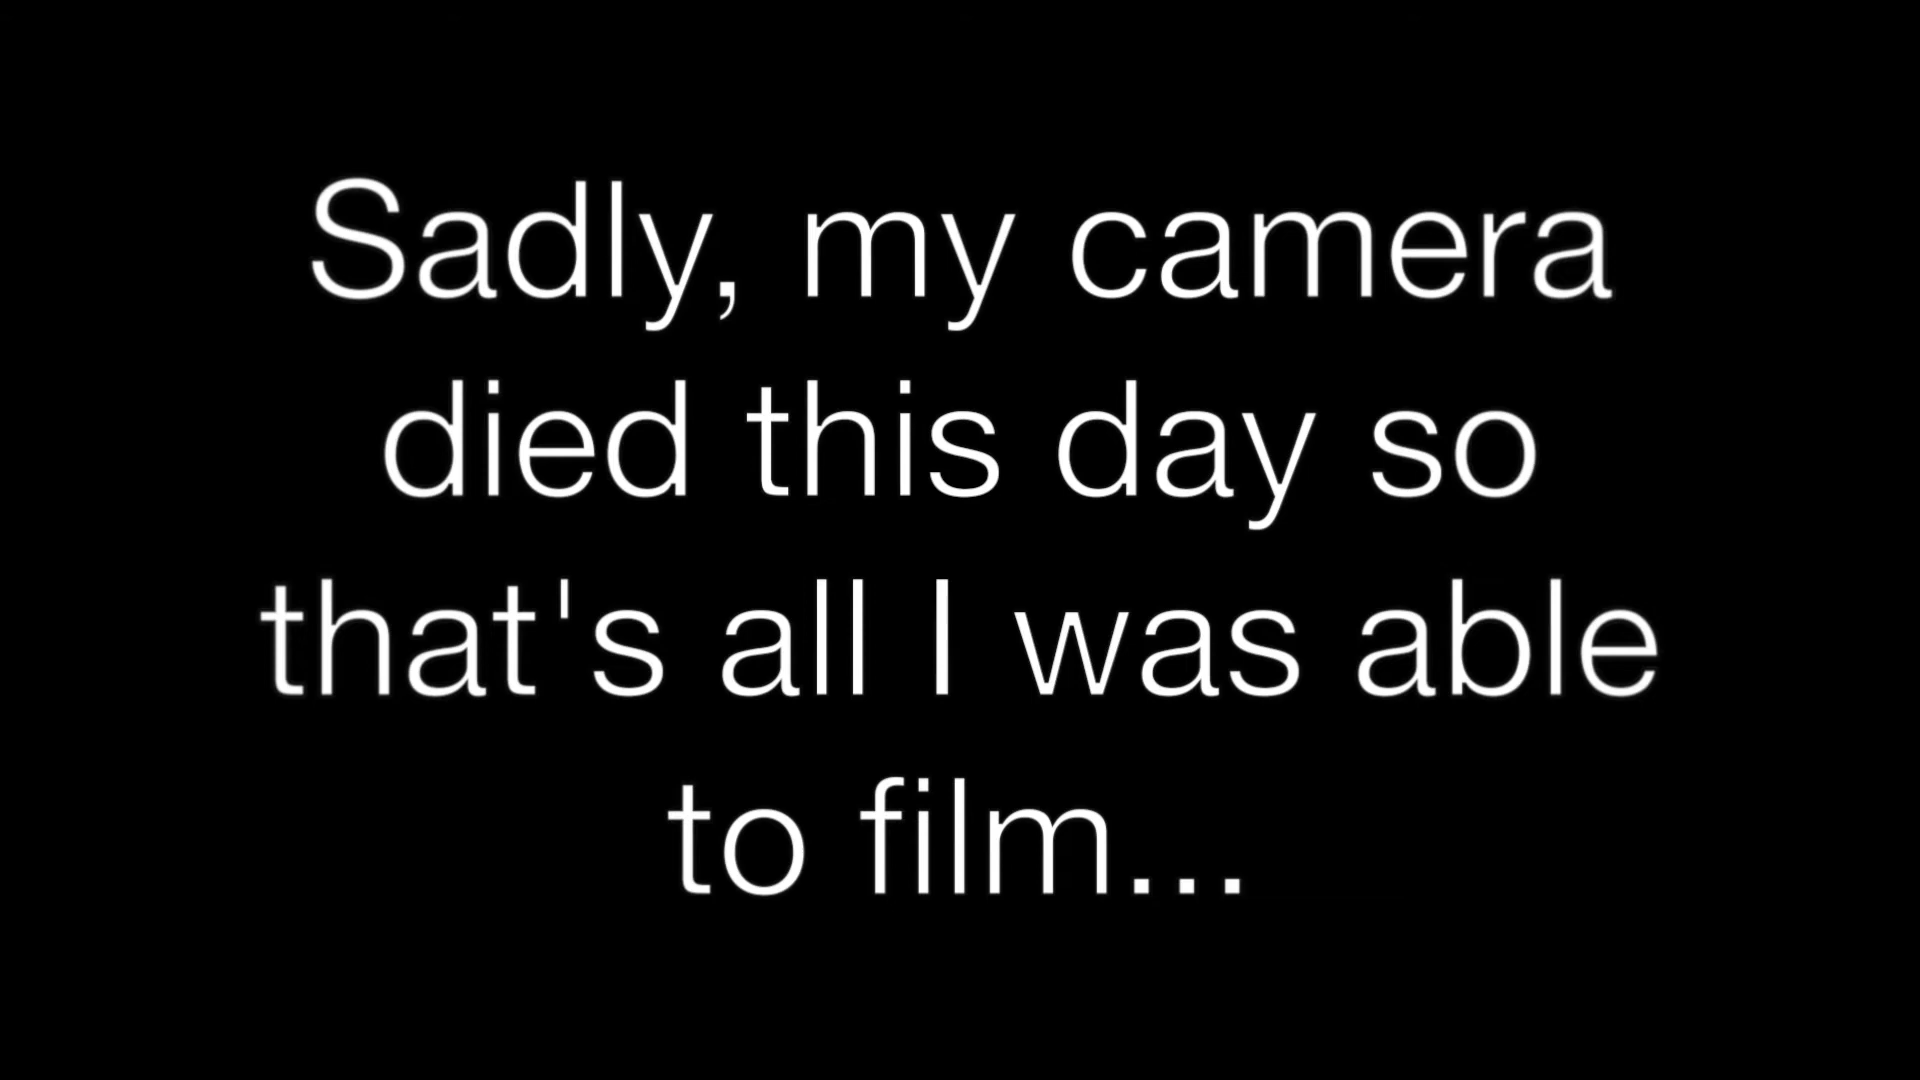 Sadly, my camera
died this day so
that's all I was able
to film...